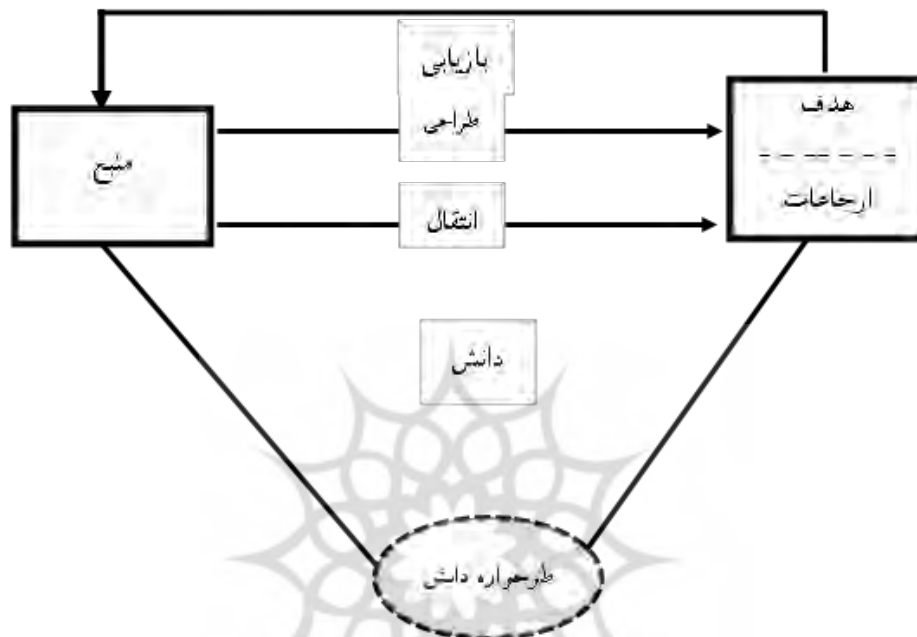 بازیابی
طراحی
هدف
منبع
ارجاعات
انتقال
دانش
طرحواره دانش